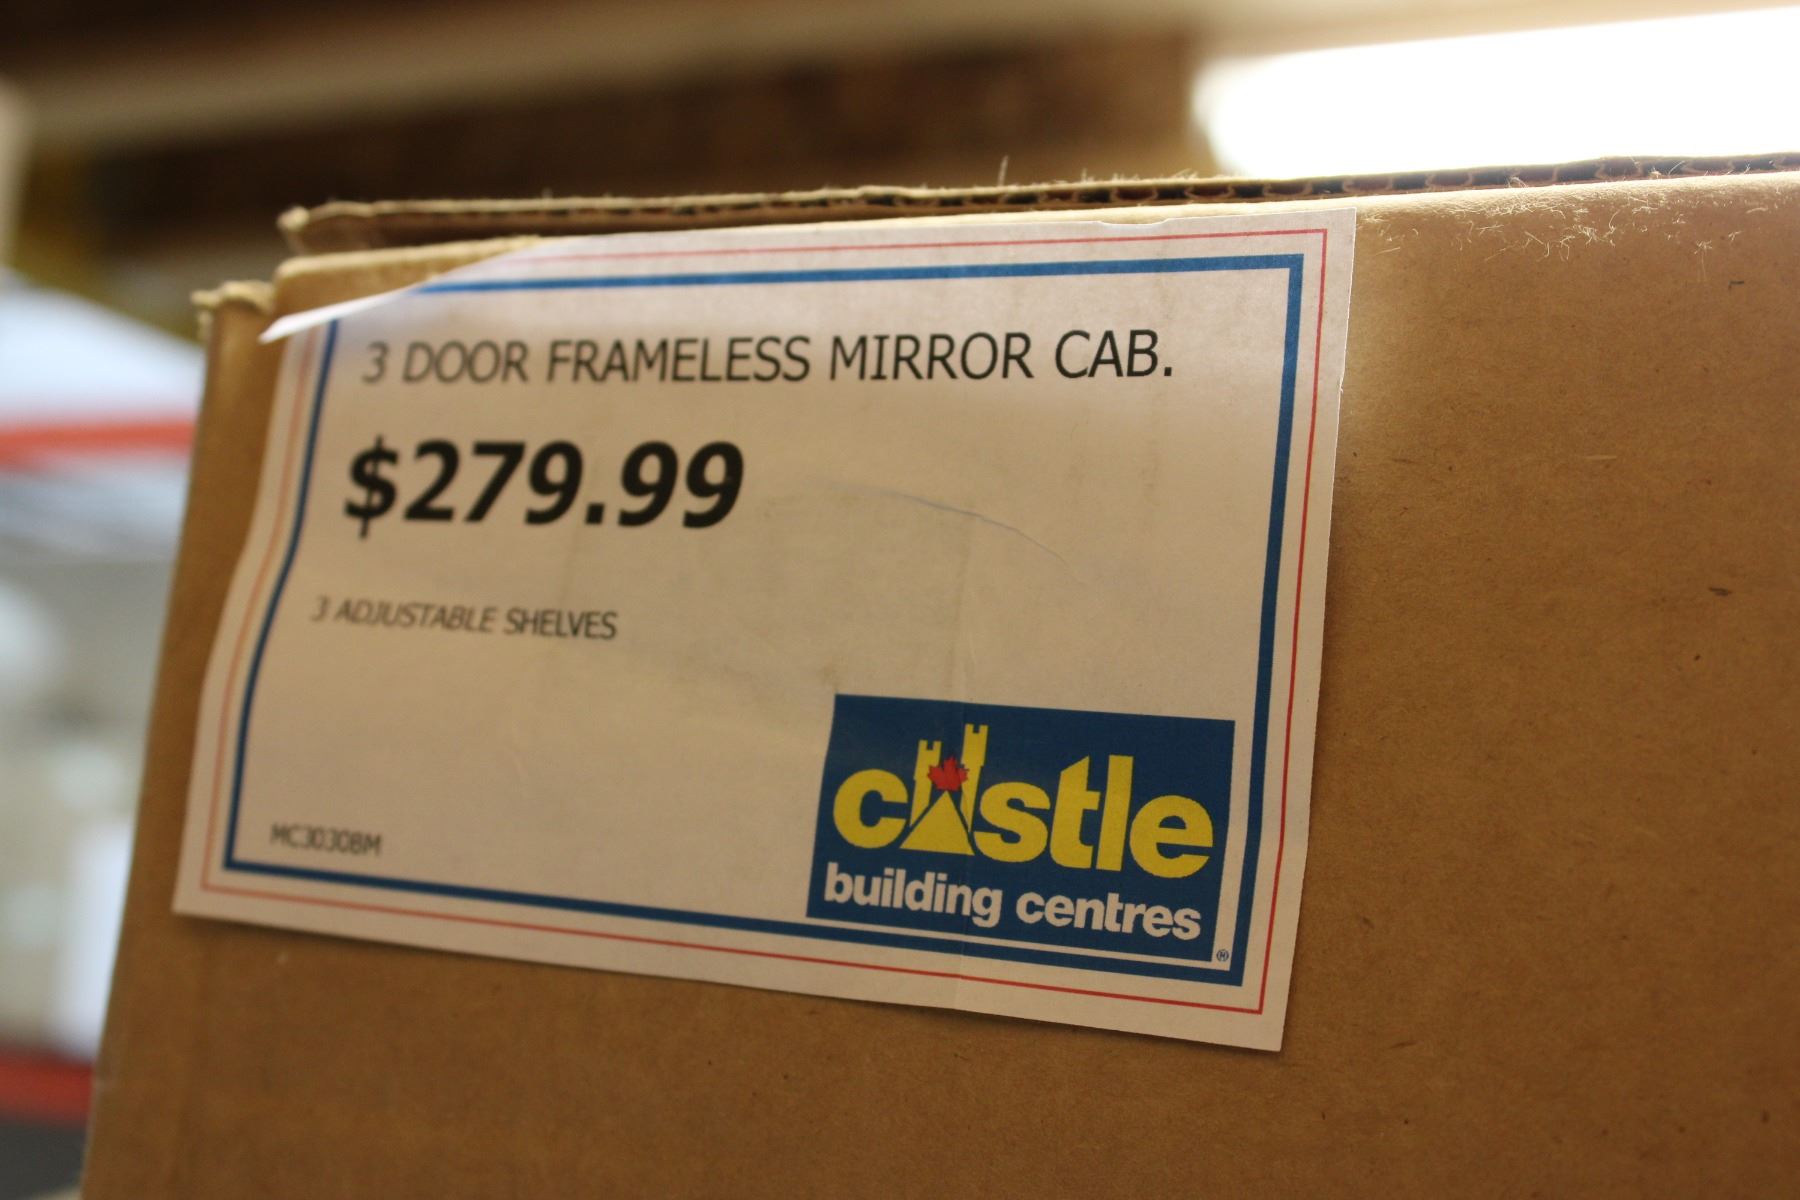 3 DOOR FRAMELESS MIRROR CAB.
$279.99
3 ADJUSTABLE SHELVES
MC3030BM
castle
building centres
®